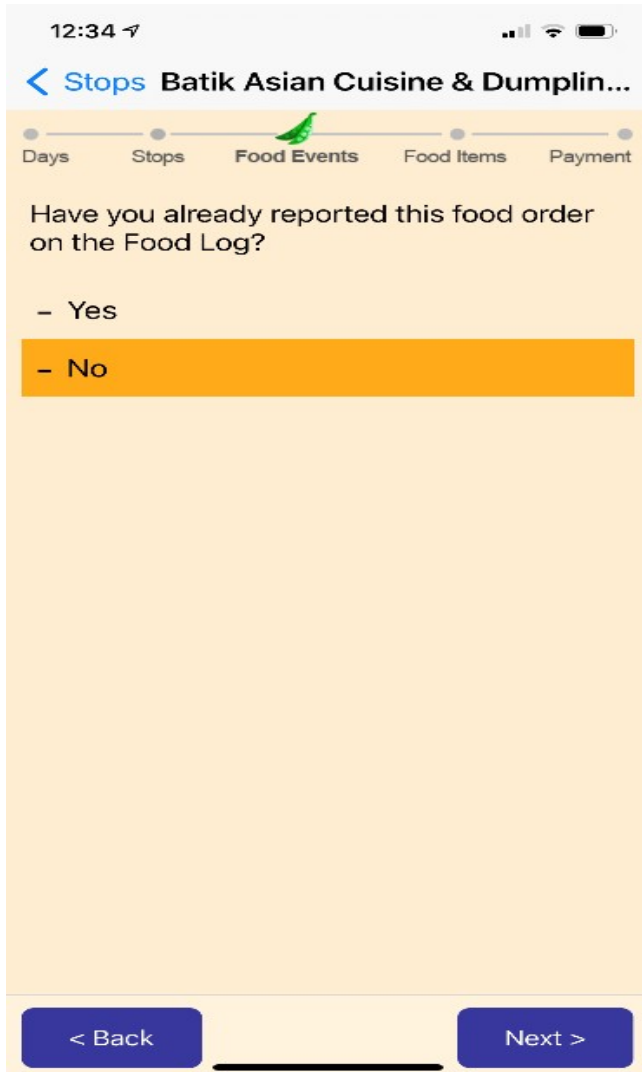 12:34
Stops Batik Asian Cuisine & Dumplin...
Days Stops Food Events Food Items Payment
Have you already reported this food order
on the Food Log?
– Yes
– No
< Back Next >